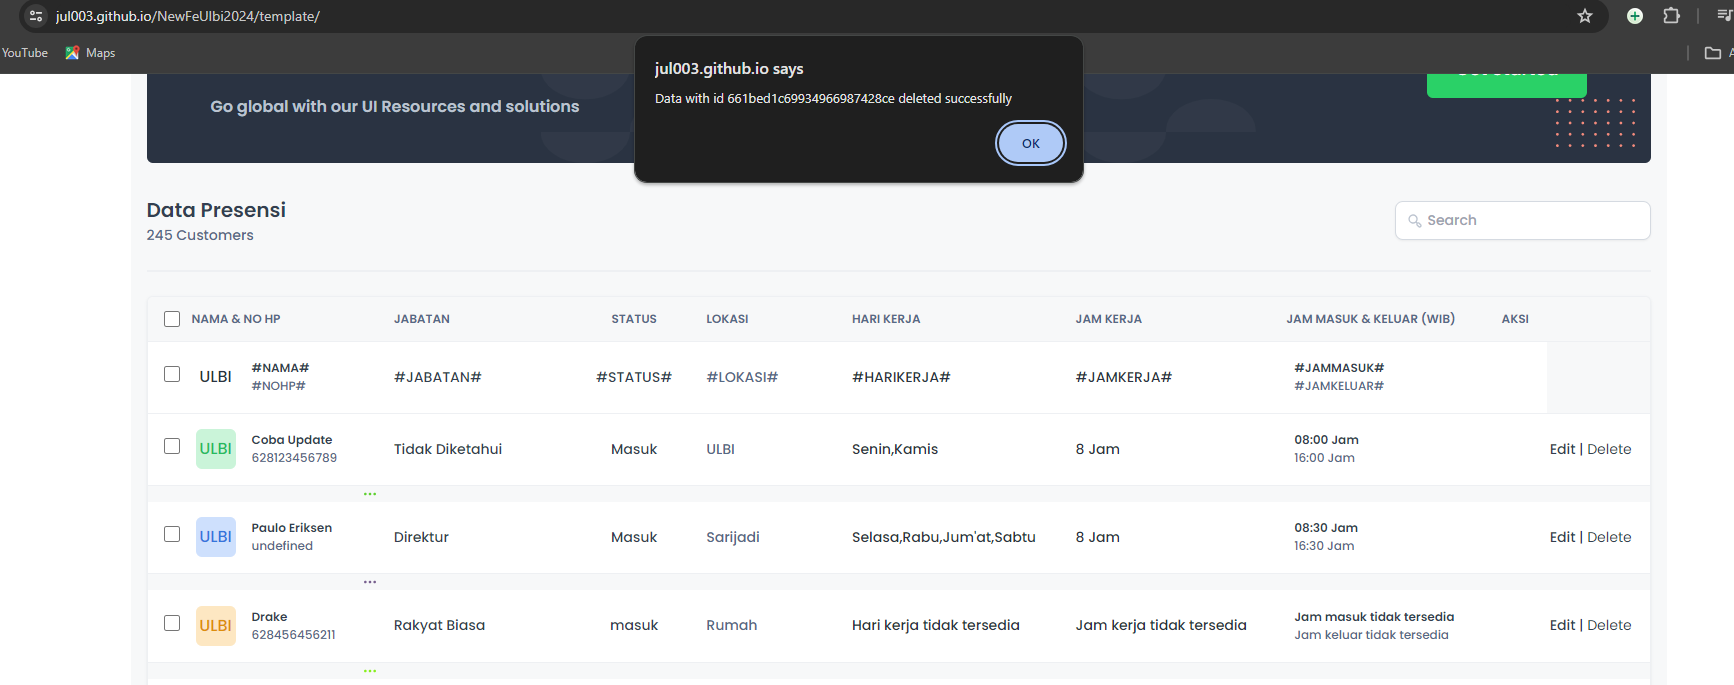 jul003.github.io/NewFeUlbi2024/template/
YouTube Maps
jul003.github.io says
Data with id 661bed1c69934966987428ce deleted successfully
OK
Go global with our UI Resources and solutions
Data Presensi
245 Customers
Search
NAMA & NO HP JABATAN STATUS LOKASI HARI KERJA JAM KERJA JAM MASUK & KELUAR (WIB) AKSI
ULBI #NAMA# #JABATAN# #STATUS# #LOKASI# #HARIKERJA# #JAMKERJA# #JAMMASUK#
#NOHP# #JAMKELUAR#
ULBI Coba Update Tidak Diketahui Masuk ULBI Senin,Kamis 8 Jam 08:00 Jam Edit | Delete
628123456789 16:00 Jam
...
ULBI Paulo Eriksen Direktur Masuk Sarijadi Selasa,Rabu,Jum'at,Sabtu 8 Jam 08:30 Jam Edit | Delete
undefined 16:30 Jam
...
ULBI Drake Rakyat Biasa masuk Rumah Hari kerja tidak tersedia Jam kerja tidak tersedia Jam masuk tidak tersedia Edit | Delete
628456456211 Jam keluar tidak tersedia
...